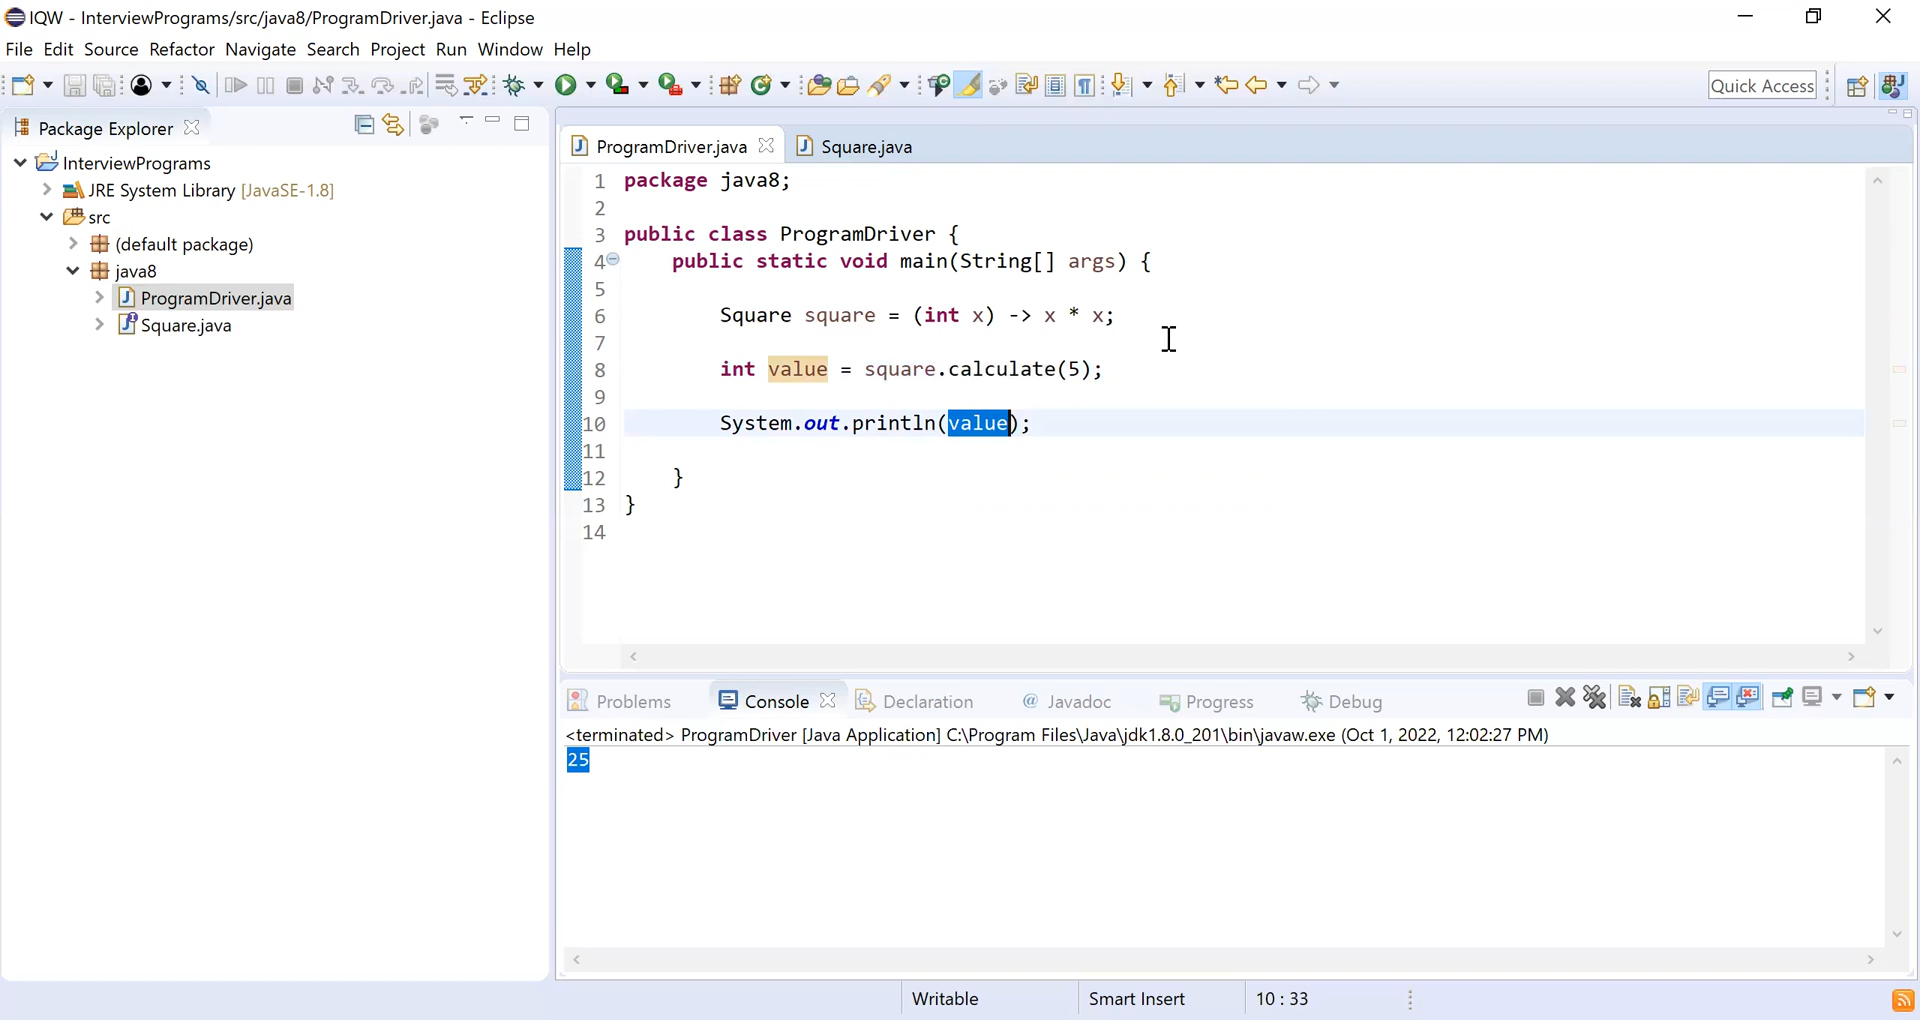 IQW - InterviewPrograms/src/java8/ProgramDriver.java - Eclipse
File Edit Source Refactor Navigate Search Project Run Window Help
Quick Access
Package Explorer
InterviewPrograms
JRE System Library [JavaSE-1.8]
src
(default package)
java8
ProgramDriver.java
Square.java
ProgramDriver.java Square.java
1 package java8;
2
3 public class ProgramDriver {
4 public static void main(String[] args) {
5
6 Square square = (int x) -> x * x;
7
8 int value = square.calculate(5);
9
10 System.out.println(value);
11
12 }
13 }
14
Problems Console Declaration @ Javadoc Progress Debug
<terminated> ProgramDriver [Java Application] C:\Program Files\Java\jdk1.8.0_201\bin\javaw.exe (Oct 1, 2022, 12:02:27 PM)
25
Writable Smart Insert 10 : 33